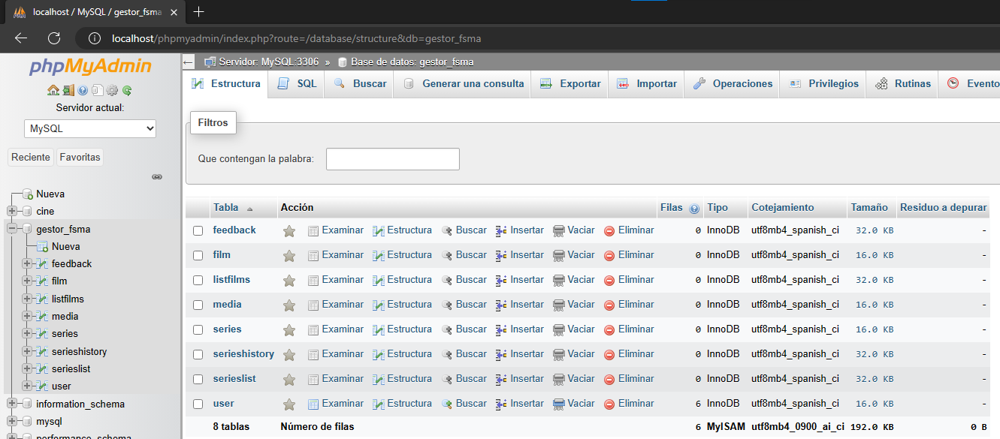 localhost / MySQL / gestor_fsma
localhost/phpmyadmin/index.php?route=/database/structure&db=gestor_fsma
phpMyAdmin
Servidor actual:
MySQL
Reciente Favoritas
Nueva
cine
gestor_fsma
Nueva
feedback
film
listfilms
media
series
serieshistory
serieslist
user
information_schema
mysql
performance_schema
Servidor: MySQL:3306 » Base de datos: gestor_fsma
Estructura SQL Buscar Generar una consulta Exportar Importar Operaciones Privilegios Rutinas Evento
Filtros
Que contengan la palabra:
Tabla Acción Filas Tipo Cotejamiento Tamaño Residuo a depurar
feedback Examinar Estructura Buscar Insertar Vaciar Eliminar 0 InnoDB utf8mb4_spanish_ci 32.0 KB -
film Examinar Estructura Buscar Insertar Vaciar Eliminar 0 InnoDB utf8mb4_spanish_ci 16.0 KB -
listfilms Examinar Estructura Buscar Insertar Vaciar Eliminar 0 InnoDB utf8mb4_spanish_ci 32.0 KB -
media Examinar Estructura Buscar Insertar Vaciar Eliminar 0 InnoDB utf8mb4_spanish_ci 16.0 KB -
series Examinar Estructura Buscar Insertar Vaciar Eliminar 0 InnoDB utf8mb4_spanish_ci 16.0 KB -
serieshistory Examinar Estructura Buscar Insertar Vaciar Eliminar 0 InnoDB utf8mb4_spanish_ci 32.0 KB -
serieslist Examinar Estructura Buscar Insertar Vaciar Eliminar 0 InnoDB utf8mb4_spanish_ci 32.0 KB -
user Examinar Estructura Buscar Insertar Vaciar Eliminar 6 InnoDB utf8mb4_spanish_ci 16.0 KB -
8 tablas Número de filas 6 MyISAM utf8mb4_0900_ai_ci 192.0 KB 0 B